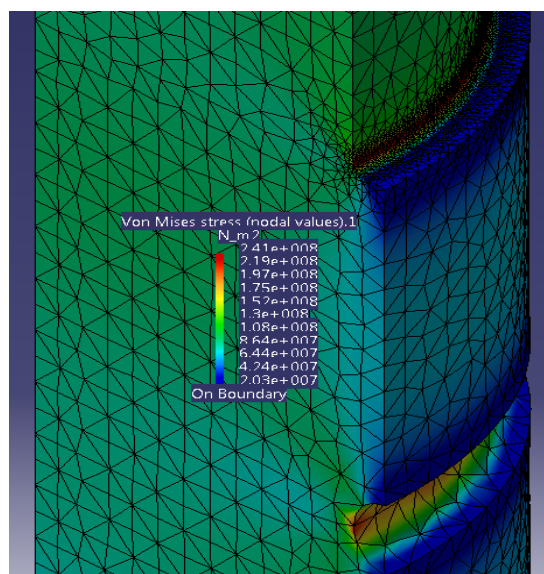 Von Mises stress (nodal values).1
N_m2
2.41e+008
2.19e+008
1.97e+008
1.75e+008
1.52e+008
1.3e+008
1.08e+008
8.64e+007
6.44e+007
4.24e+007
2.03e+007
On Boundary